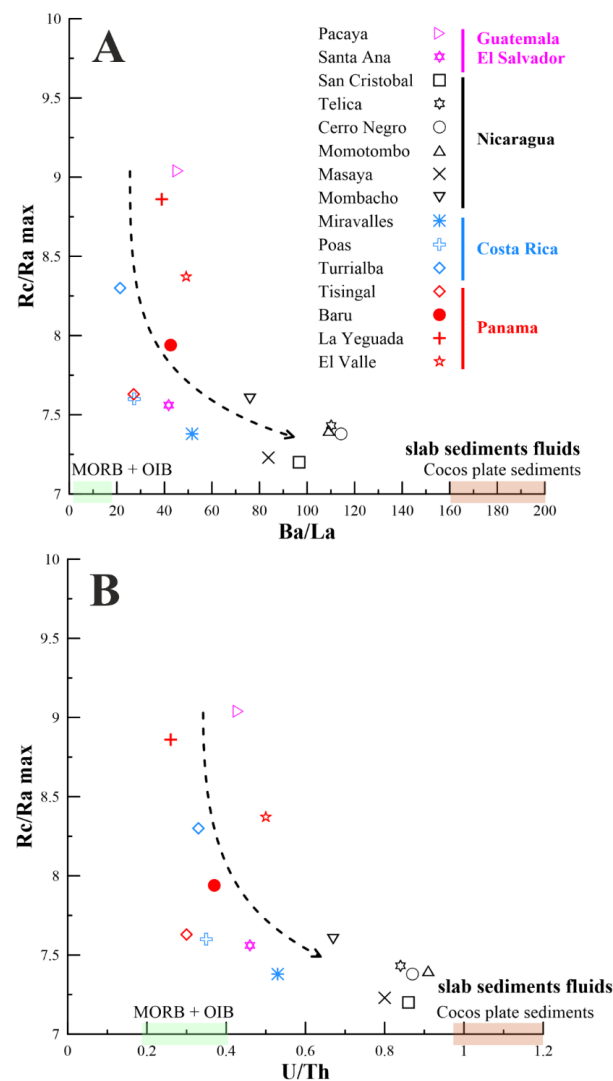 A
Rc/Ra max
10
9.5
9
8.5
8
7.5
7
Pacaya
Santa Ana
San Cristobal
Telica
Cerro Negro
Momotombo
Masaya
Mombacho
Miravalles
Poas
Turrialba
Tisingal
Baru
La Yeguada
El Valle
Guatemala
El Salvador
Nicaragua
Costa Rica
Panama
slab sediments fluids
MORB + OIB Cocos plate sediments
0 20 40 60 80 100 120 140 160 180 200
Ba/La
B
Rc/Ra max
10
9.5
9
8.5
8
7.5
7
slab sediments fluids
MORB + OIB Cocos plate sediments
0 0.2 0.4 0.6 0.8 1 1.2
U/Th